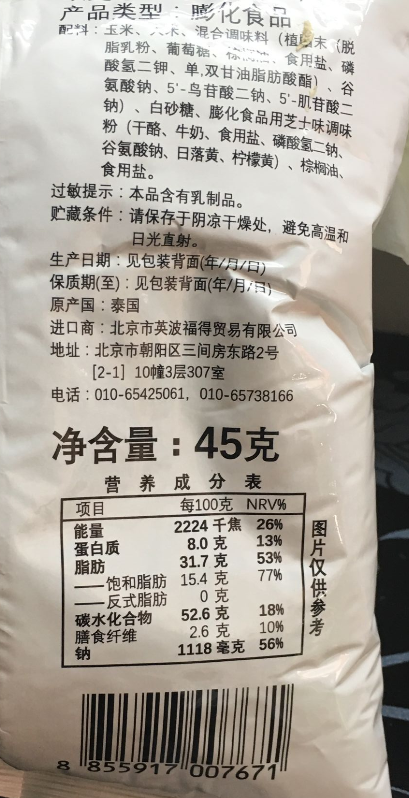 产品类型：膨化食品
配料：玉米、大米、混合调味料（植脂末（脱
脂乳粉、葡萄糖、食用盐、磷
酸氢二钾、单,双甘油脂肪酸酯）、谷
氨酸钠、5'-鸟苷酸二钠、5'-肌苷酸二
钠）、白砂糖、膨化食品用芝士味调味
粉（干酪、牛奶、食用盐、磷酸氢二钠、
谷氨酸钠、日落黄、柠檬黄）、棕榈油、
食用盐。
过敏提示：本品含有乳制品。
贮藏条件：请保存于阴凉干燥处，避免高温和
日光直射。
生产日期：见包装背面(年/月/日)
保质期(至)：见包装背面(年/月/日)
原产国：泰国
进口商：北京市英波福得贸易有限公司
地址：北京市朝阳区三间房东路2号
[2-1] 10幢3层307室
电话：010-65425061，010-65738166
净含量：45克
营养成分表
项目 每100克 NRV%
能量 2224 千焦 26%
蛋白质 8.0 克 13%
脂肪 31.7 克 53%
——饱和脂肪 15.4 克 77%
——反式脂肪 0 克
碳水化合物 52.6 克 18%
膳食纤维 2.6 克 10%
钠 1118 毫克 56%
图片仅供参考
8 855917 007671